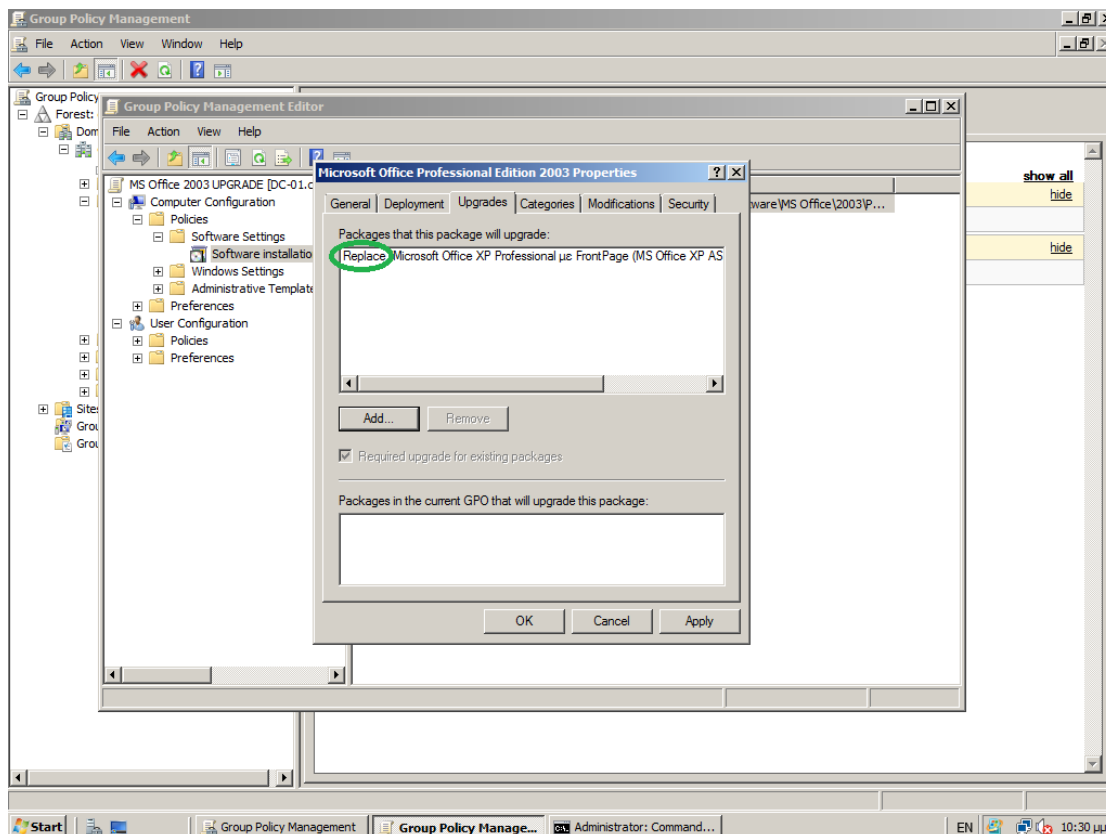 Group Policy Management
File Action View Window Help
Group Policy
Forest:
Dom
Sites
Grou
Grou
show all
hide
hide
Group Policy Management Editor
File Action View Help
MS Office 2003 UPGRADE [DC-01.c
Computer Configuration
Policies
Software Settings
Software installatio
Windows Settings
Administrative Template
Preferences
User Configuration
Policies
Preferences
ware\MS Office\2003\P...
Microsoft Office Professional Edition 2003 Properties
General Deployment Upgrades Categories Modifications Security
Packages that this package will upgrade:
Replace Microsoft Office XP Professional με FrontPage (MS Office XP AS
Add... Remove
Required upgrade for existing packages
Packages in the current GPO that will upgrade this package:
OK Cancel Apply
Start Group Policy Management Group Policy Manage... Administrator: Command... EN 10:30 μμ